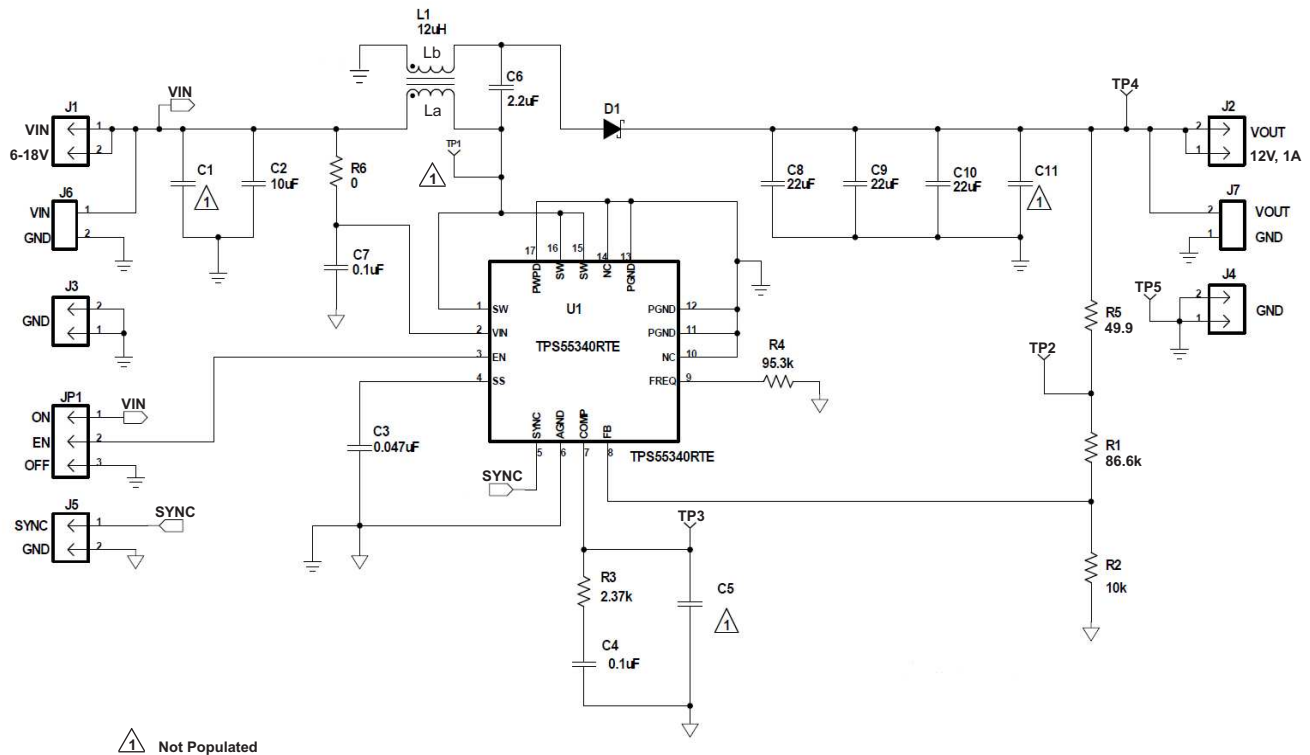 L1
12uH
Lb
La
C6
2.2uF
D1
TP4
J1
VIN
1
2
6-18V
VIN
C1
1
C2
10uF
R6
0
TP1
1
C8
22uF
C9
22uF
C10
22uF
C11
1
J2
2
1
VOUT
12V, 1A
J6
VIN
1
GND
2
J7
VOUT
2
GND
1
C7
0.1uF
17
16
15
14
13
PWPD
SW
SW
NC
PGND
U1
TPS55340RTE
1
SW
2
VIN
3
EN
4
SS
PGND
12
PGND
11
NC
10
FREQ
9
SYNC
AGND
COMP
FB
5
6
7
8
TPS55340RTE
J3
GND
2
1
J4
2
1
GND
TP5
R5
49.9
R4
95.3k
TP2
JP1
ON
1
VIN
EN
2
OFF
3
C3
0.047uF
R1
86.6k
SYNC
J5
SYNC
1
SYNC
GND
2
TP3
R3
2.37k
C5
1
C4
0.1uF
R2
10k
1
Not Populated